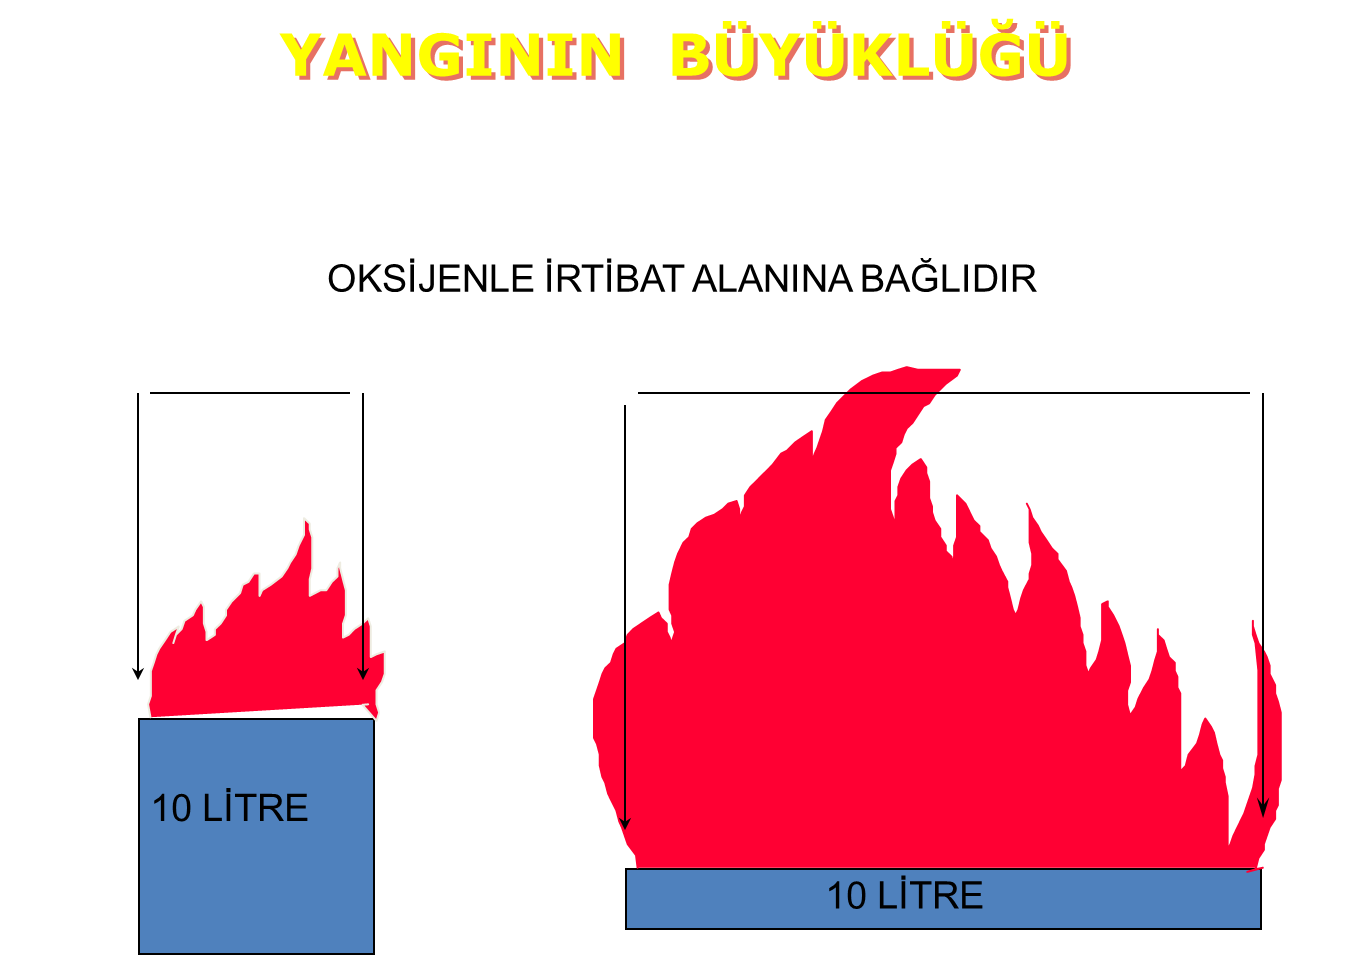 YANGININ BÜYÜKLÜĞÜ
OKSİJENLE İRTİBAT ALANINA BAĞLIDIR
10 LİTRE
10 LİTRE